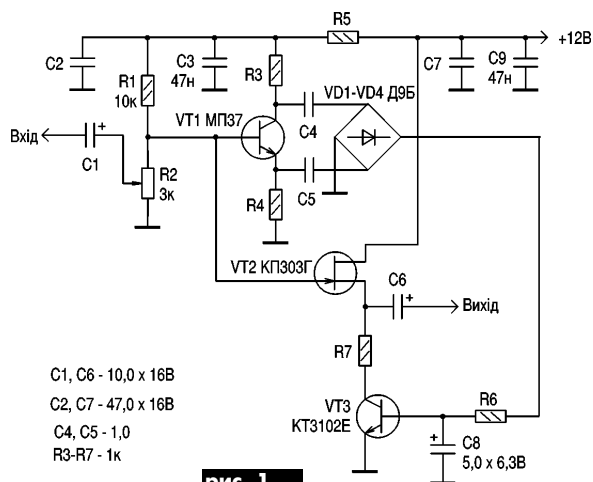 R5
+12В
C2
C3
47н
R3
C7
C9
47н
R1
10к
VD1-VD4 Д9Б
VT1 МП37
Вхід
C1
+
C4
R2
3к
C5
R4
VT2 КП303Г
C6
+
Вихід
R7
C1, C6 - 10,0 x 16В
C2, C7 - 47,0 x 16В
C4, C5 - 1,0
R3-R7 - 1к
VT3
КТ3102Е
R6
+
C8
5,0 x 6,3В
рис. 1